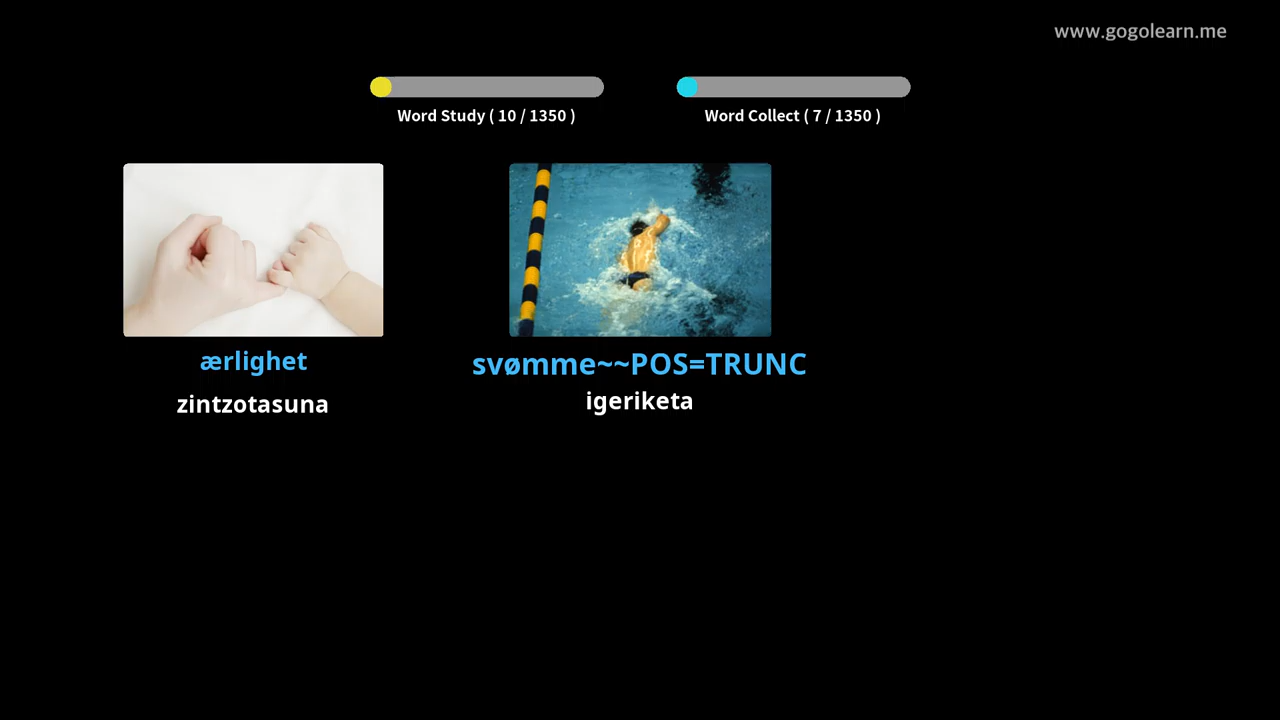 www.gogolearn.me
Word Study ( 10 / 1350 )
Word Collect ( 7 / 1350 )
ærlighet
zintzotasuna
svømme~~POS=TRUNC
igeriketa